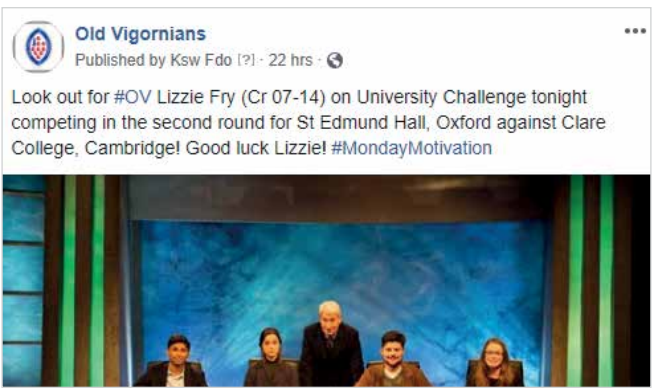 Old Vigornians
Published by Ksw Fdo [?] · 22 hrs ·
Look out for #OV Lizzie Fry (Cr 07-14) on University Challenge tonight
competing in the second round for St Edmund Hall, Oxford against Clare
College, Cambridge! Good luck Lizzie! #MondayMotivation